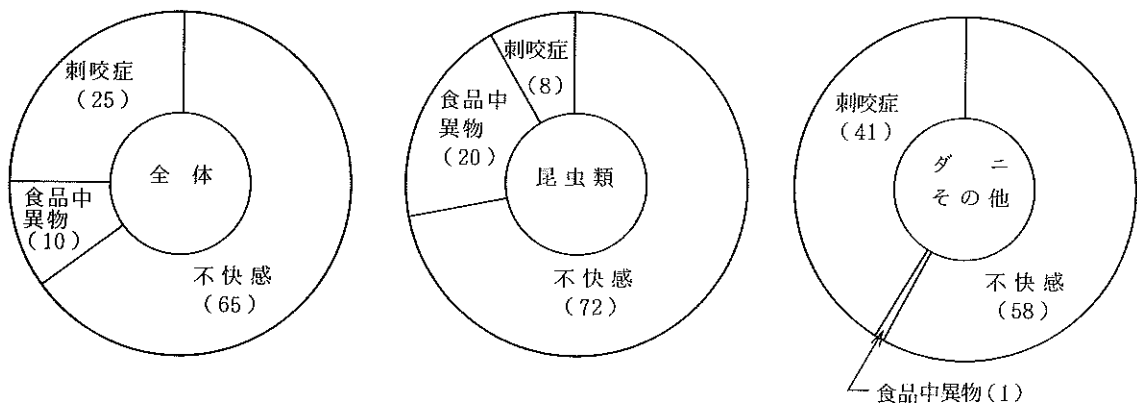 刺咬症
(25)
食品中
異物
(10)
全体
不快感
(65)
刺咬症
(8)
食品中
異物
(20)
昆虫類
不快感
(72)
刺咬症
(41)
ダニ
その他
不快感
(58)
食品中異物(1)